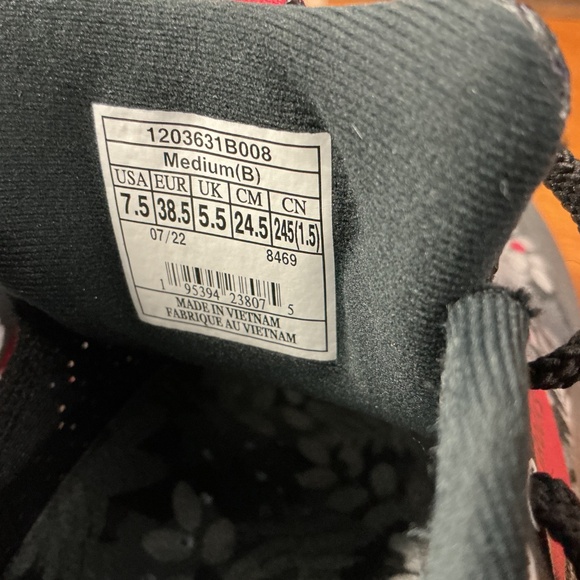 1203631B008
Medium(B)
USA EUR UK CM CN
7.5 38.5 5.5 24.5 245(1.5)
07/22 8469
1 95394 23807 5
MADE IN VIETNAM
FABRIQUE AU VIETNAM